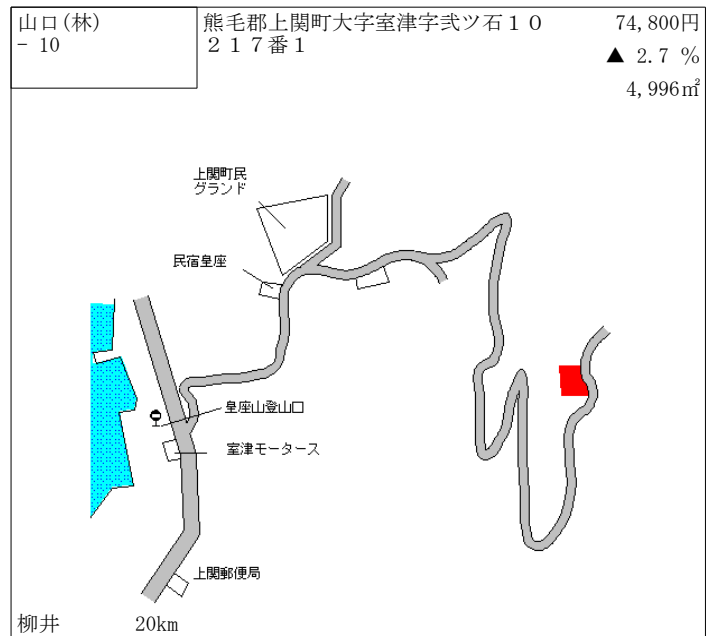 山口(林)
- 10
熊毛郡上関町大字室津字弐ツ石１０
２１７番１
74,800円
▲ 2.7 %
4,996㎡
上関町民
グランド
民宿皇座
皇座山登山口
室津モータース
上関郵便局
柳井 20km